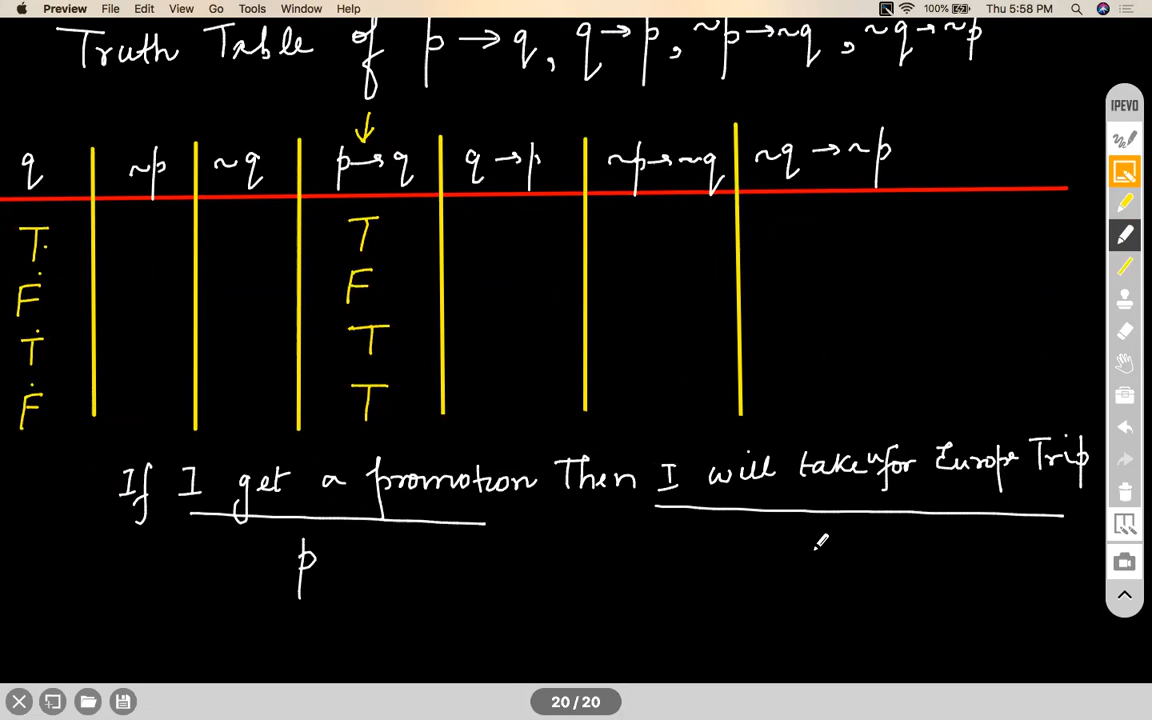 Preview File Edit View Go Tools Window Help 100% Thu 5:58 PM
Truth Table of p → q, q → p, ~p → ~q, ~q → ~p
IPEVO
q ~p ~q p → q q → p ~p → ~q ~q → ~p
T T
F F
T T
F T
If I get a promotion Then I will take u for Europe Trip
p
20/20